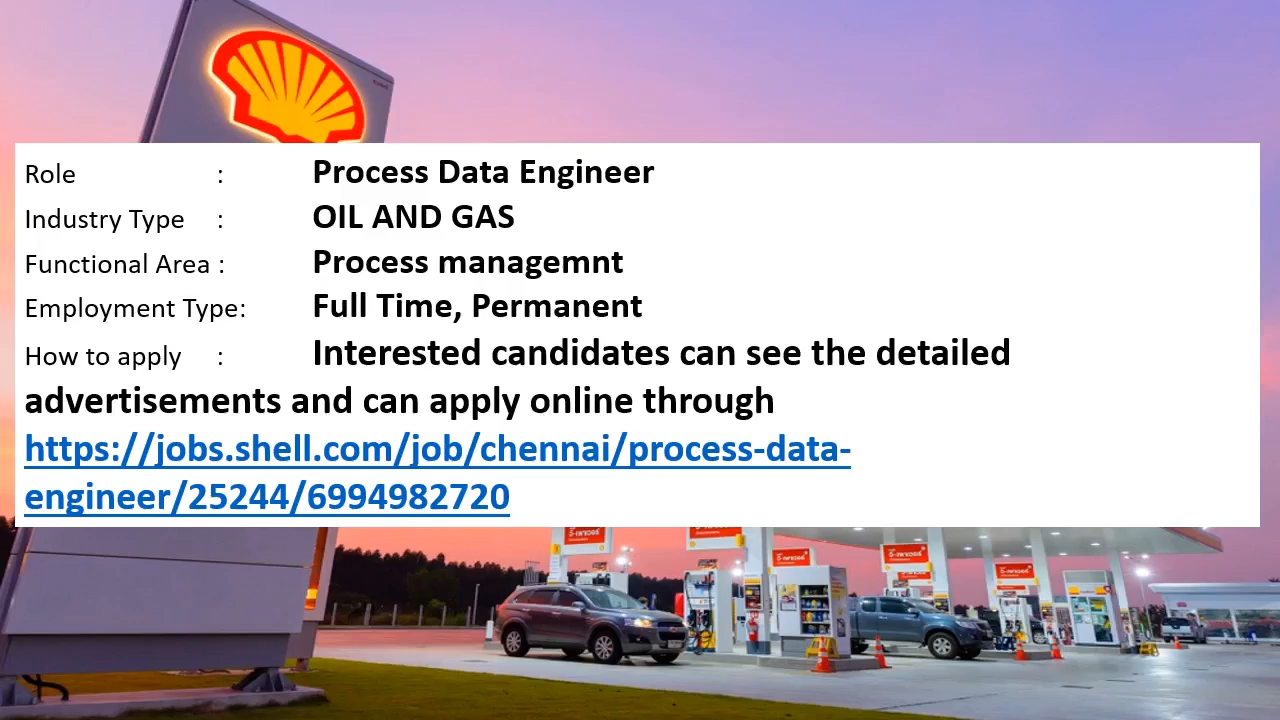 Role : Process Data Engineer
Industry Type : OIL AND GAS
Functional Area : Process managemnt
Employment Type: Full Time, Permanent
How to apply : Interested candidates can see the detailed
advertisements and can apply online through
https://jobs.shell.com/job/chennai/process-data-
engineer/25244/6994982720